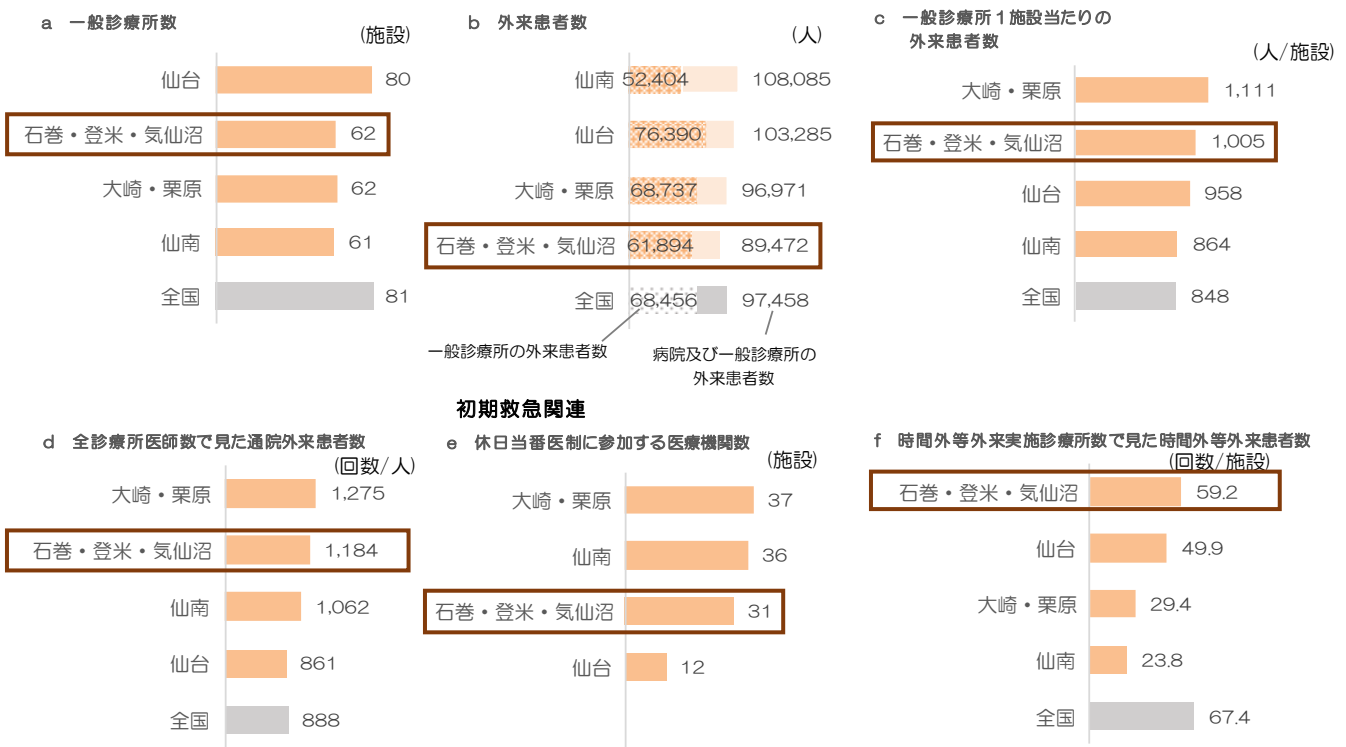 a 一般診療所数
(施設)
仙台 80
石巻・登米・気仙沼 62
大崎・栗原 62
仙南 61
全国 81
b 外来患者数
(人)
仙南 52,404 108,085
仙台 76,390 103,285
大崎・栗原 68,737 96,971
石巻・登米・気仙沼 61,894 89,472
全国 68,456 97,458
一般診療所の外来患者数
病院及び一般診療所の
外来患者数
c 一般診療所1施設当たりの
外来患者数
(人/施設)
大崎・栗原 1,111
石巻・登米・気仙沼 1,005
仙台 958
仙南 864
全国 848
初期救急関連
d 全診療所医師数で見た通院外来患者数
(回数/人)
大崎・栗原 1,275
石巻・登米・気仙沼 1,184
仙南 1,062
仙台 861
全国 888
e 休日当番医制に参加する医療機関数
(施設)
大崎・栗原 37
仙南 36
石巻・登米・気仙沼 31
仙台 12
f 時間外等外来実施診療所数で見た時間外等外来患者数
(回数/施設)
石巻・登米・気仙沼 59.2
仙台 49.9
大崎・栗原 29.4
仙南 23.8
全国 67.4